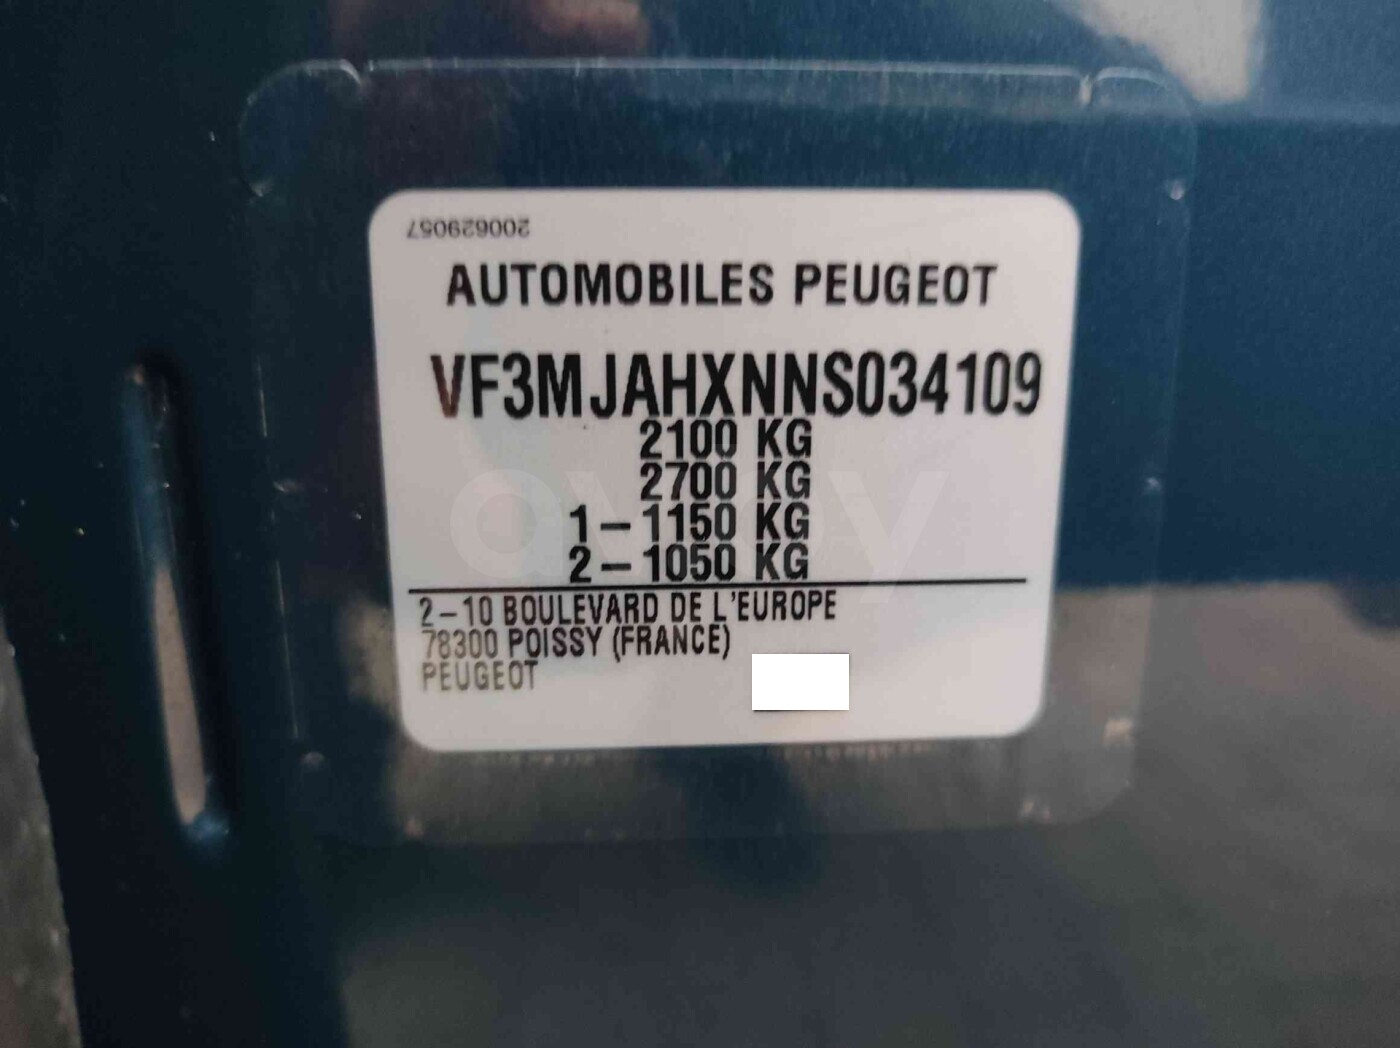 200629057
AUTOMOBILES PEUGEOT
VF3MJAHXNNS034109
2100 KG
2700 KG
1-1150 KG
2-1050 KG
2-10 BOULEVARD DE L'EUROPE
78300 POISSY (FRANCE)
PEUGEOT